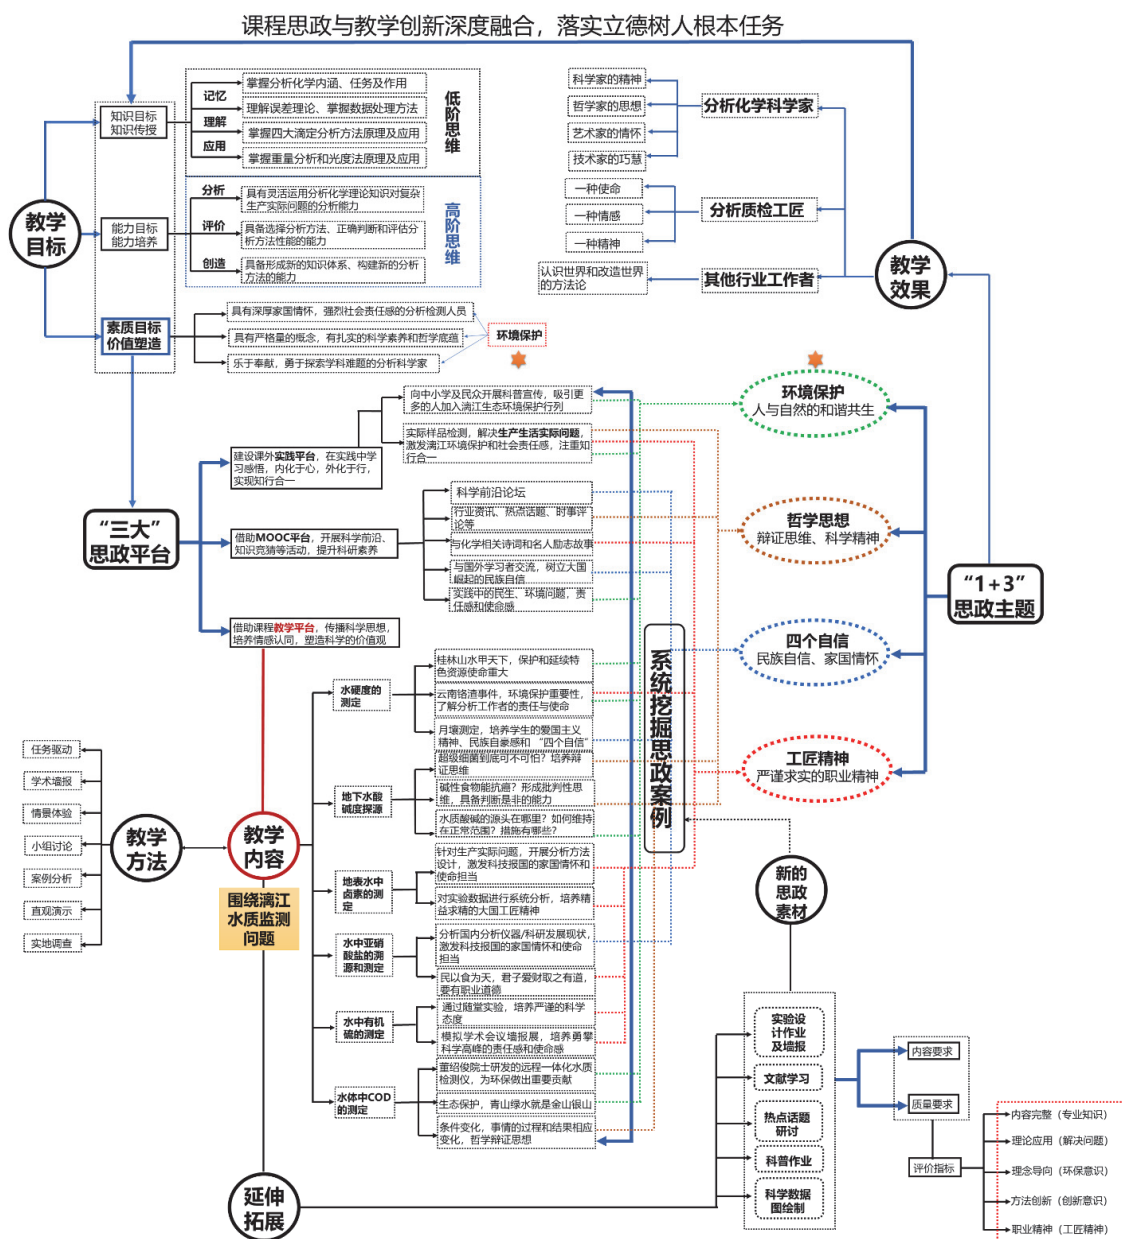 课程思政与教学创新深度融合，落实立德树人根本任务
教学
目标
知识目标
知识传授
记忆
理解
应用
掌握分析化学内涵、任务及作用
理解误差理论、掌握数据处理方法
掌握四大滴定分析方法原理及应用
掌握重量分析和光度法原理及应用
低阶思维
能力目标
能力培养
分析
评价
创造
具有灵活运用分析化学理论知识对复杂
生产实际问题的分析能力
具备选择分析方法、正确判断和评估分
析方法性能的能力
具备形成新的知识体系、构建新的分析
方法的能力
高阶思维
素质目标
价值塑造
具有深厚家国情怀，强烈社会责任感的分析检测人员
具有严格量的概念，有扎实的科学素养和哲学底蕴
乐于奉献，勇于探索学科难题的分析科学家
环境保护
科学家的精神
哲学家的思想
艺术家的情怀
技术家的巧慧
分析化学科学家
一种使命
一种情感
一种精神
分析质检工匠
认识世界和改造世界
的方法论
其他行业工作者
教学
效果
“三大”
思政平台
建设课外实践平台，在实践中学
习感悟，内化于心，外化于行，
实现知行合一
向中小学及民众开展科普宣传，吸引更
多的人加入漓江生态环境保护行列
实际样品检测，解决生产生活实际问题，
激发漓江环境保护和社会责任感，注重知
行合一
借助MOOC平台，开展科学前沿、
知识竞猜等活动，提升科研素养
科学前沿论坛
行业资讯、热点话题、时事评
论等
与化学相关诗词和名人励志故事
与国外学习者交流，树立大国
崛起的民族自信
实践中的民生、环境问题，责
任感和使命感
借助课程教学平台，传播科学思想，
培养情感认同，塑造科学的价值观
环境保护
人与自然的和谐共生
哲学思想
辩证思维、科学精神
四个自信
民族自信、家国情怀
工匠精神
严谨求实的职业精神
“1+3”
思政主题
系统挖掘思政案例
教学
方法
任务驱动
学术墙报
情景体验
小组讨论
案例分析
直观演示
实地调查
教学
内容
围绕漓江
水质监测
问题
水硬度的
测定
桂林山水甲天下，保护和延续特
色资源使命重大
云南铬渣事件，环境保护重要性，
了解分析工作者的责任与使命
月壤测定，培养学生的爱国主义
精神、民族自豪感和 “四个自信”
地下水酸
碱度探源
超级细菌到底可不可怕？培养辩
证思维
碱性食物能抗癌？形成批判性思
维，具备判断是非的能力
水质酸碱的源头在哪里？如何维持
在正常范围？措施有哪些？
地表水中
卤素的测
定
针对生产实际问题，开展分析方法
设计，激发科技报国的家国情怀和
使命担当
对实验数据进行系统分析，培养精
益求精的大国工匠精神
水中亚硝
酸盐的溯
源和测定
分析国内分析仪器/科研发展现状，
激发科技报国的家国情怀和使命
担当
民以食为天，君子爱财取之有道，
要有职业道德
水中有机
硫的测定
通过随堂实验，培养严谨的科学
态度
模拟学术会议墙报展，培养勇攀
科学高峰的责任感和使命感
水体中COD
的测定
董绍俊院士研发的远程一体化水质
检测仪，为环保做出重要贡献
生态保护，青山绿水就是金山银山
条件变化，事情的过程和结果相应
变化，哲学辩证思想
延伸
拓展
新的
思政
素材
实验设
计作业
及墙报
文献学习
热点话题
研讨
科普作业
科学数据
图绘制
内容要求
质量要求
评价指标
内容完整（专业知识）
理论应用（解决问题）
理念导向（环保意识）
方法创新（创新意识）
职业精神（工匠精神）